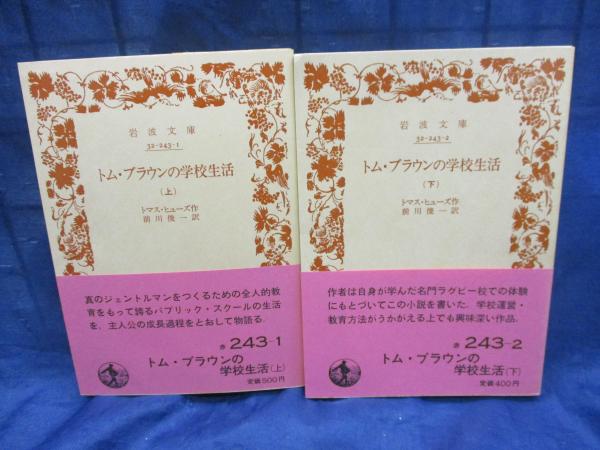 岩波文庫
32-243-1
トム・ブラウンの学校生活
(上)
トマス・ヒューズ作
前川俊一訳
真のジェントルマンをつくるための全人的教
育をもって誇るパブリック・スクールの生活
を、主人公の成長過程をとおして物語る.
赤 243-1
トム・ブラウンの
学校生活(上)
定価500円
岩波文庫
32-243-2
トム・ブラウンの学校生活
(下)
トマス・ヒューズ作
前川俊一訳
作者は自身が学んだ名門ラグビー校での体験
にもとづいてこの小説を書いた. 学校運営・
教育方法がうかがえる上でも興味深い作品.
赤 243-2
トム・ブラウンの
学校生活(下)
定価400円